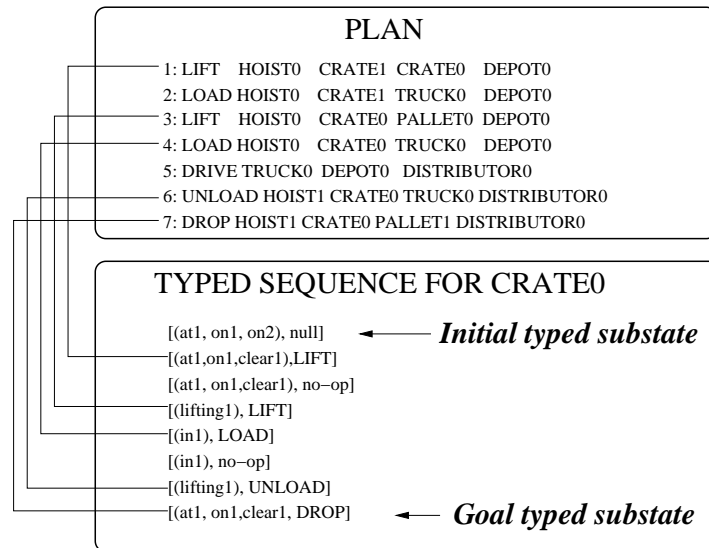 PLAN
1: LIFT HOIST0 CRATE1 CRATE0 DEPOT0
2: LOAD HOIST0 CRATE1 TRUCK0 DEPOT0
3: LIFT HOIST0 CRATE0 PALLET0 DEPOT0
4: LOAD HOIST0 CRATE0 TRUCK0 DEPOT0
5: DRIVE TRUCK0 DEPOT0 DISTRIBUTOR0
6: UNLOAD HOIST1 CRATE0 TRUCK0 DISTRIBUTOR0
7: DROP HOIST1 CRATE0 PALLET1 DISTRIBUTOR0
TYPED SEQUENCE FOR CRATE0
[(at1, on1, on2), null] Initial typed substate
[(at1,on1,clear1),LIFT]
[(at1, on1,clear1), no−op]
[(lifting1), LIFT]
[(in1), LOAD]
[(in1), no−op]
[(lifting1), UNLOAD]
[(at1, on1,clear1, DROP] Goal typed substate